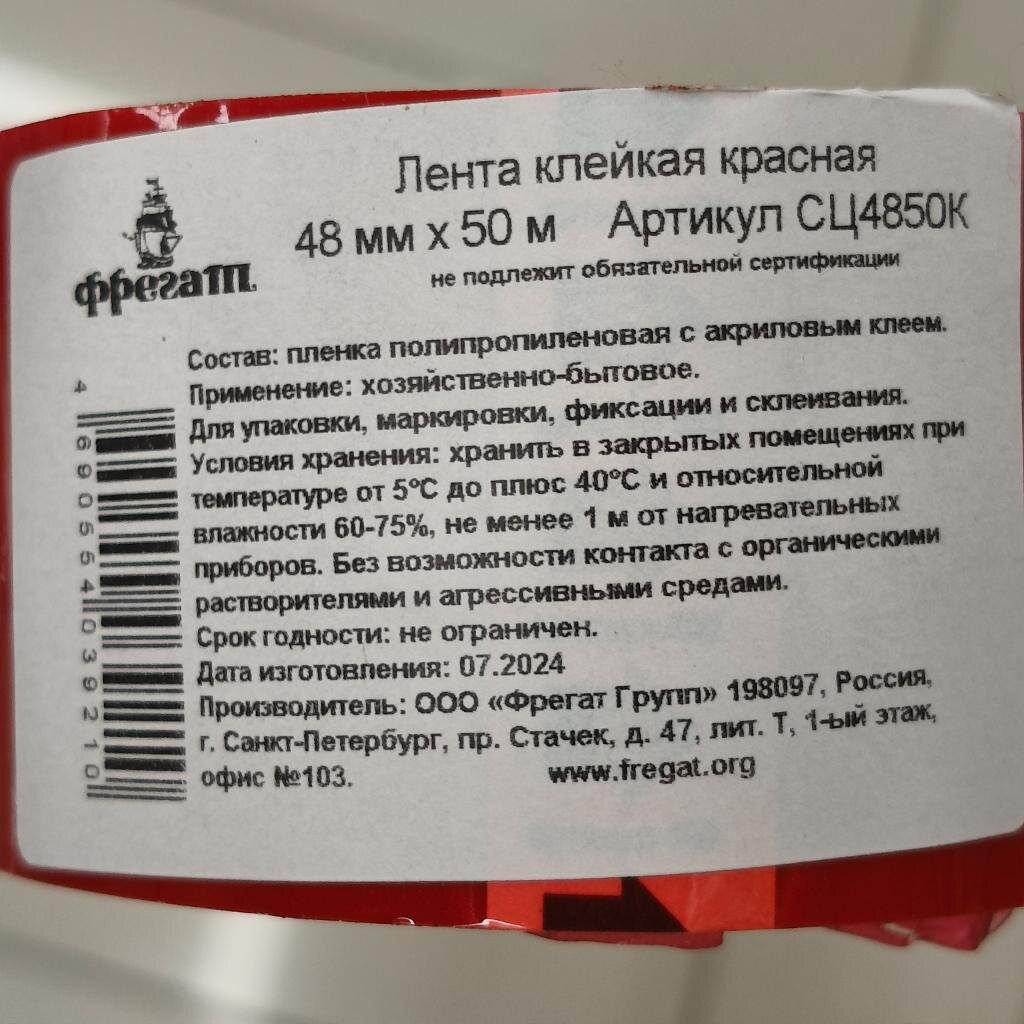 Лента клейкая красная
48 мм х 50 м Артикул СЦ4850К
не подлежит обязательной сертификации
фрегат
Состав: пленка полипропиленовая с акриловым клеем.
Применение: хозяйственно-бытовое.
Для упаковки, маркировки, фиксации и склеивания.
Условия хранения: хранить в закрытых помещениях при
температуре от 5°С до плюс 40°С и относительной
влажности 60-75%, не менее 1 м от нагревательных
приборов. Без возможности контакта с органическими
растворителями и агрессивными средами.
Срок годности: не ограничен.
Дата изготовления: 07.2024
Производитель: ООО «Фрегат Групп» 198097, Россия,
г. Санкт-Петербург, пр. Стачек, д. 47, лит. Т, 1-ый этаж,
офис №103. www.fregat.org
4 690554 039210